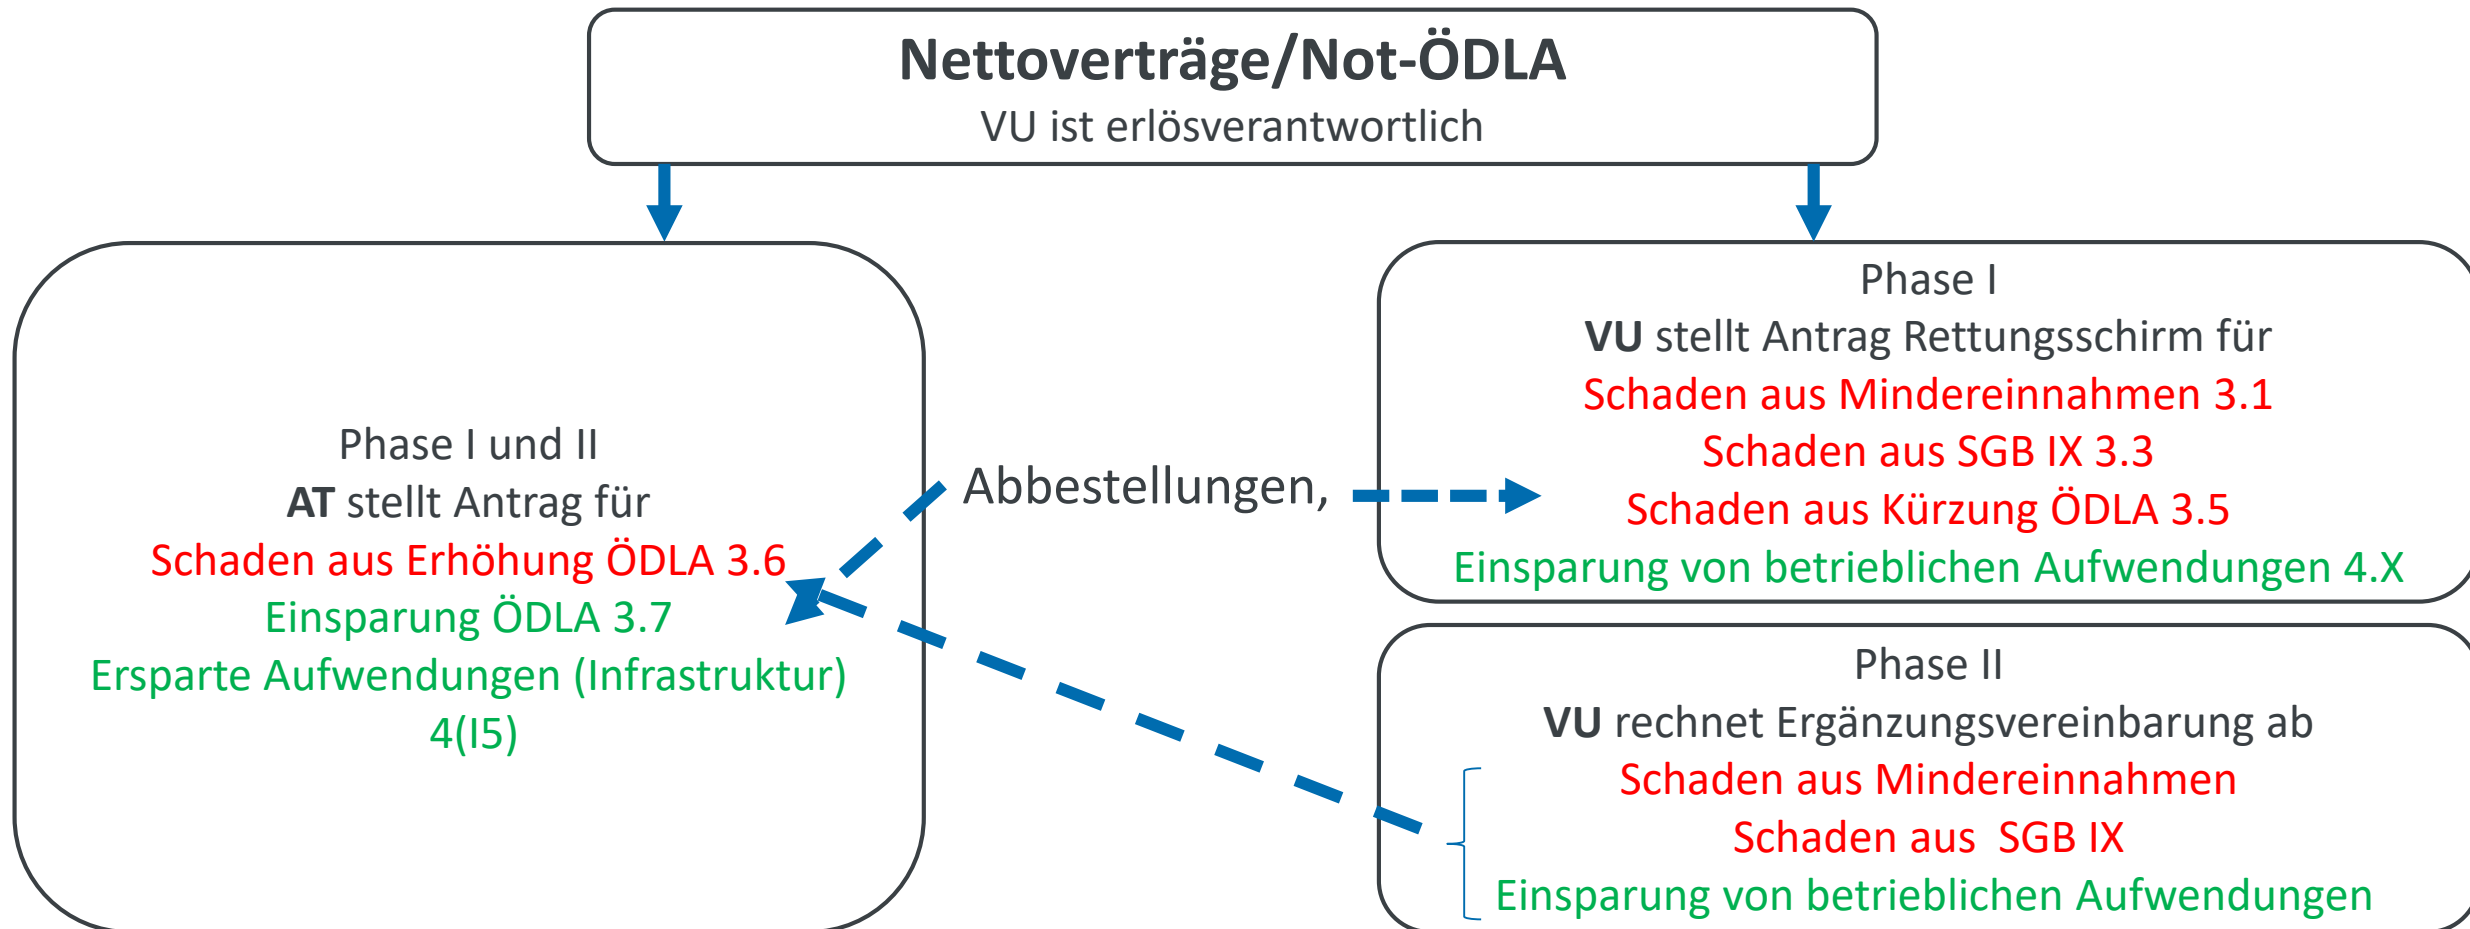 Nettoverträge/Not-ÖDLA
VU ist erlösverantwortlich
Phase I und II
AT stellt Antrag für
Schaden aus Erhöhung ÖDLA 3.6
Einsparung ÖDLA 3.7
Ersparte Aufwendungen (Infrastruktur)
4(I5)
Abbestellungen,
Phase I
VU stellt Antrag Rettungsschirm für
Schaden aus Mindereinnahmen 3.1
Schaden aus SGB IX 3.3
Schaden aus Kürzung ÖDLA 3.5
Einsparung von betrieblichen Aufwendungen 4.X
Phase II
VU rechnet Ergänzungsvereinbarung ab
Schaden aus Mindereinnahmen
Schaden aus  SGB IX
Einsparung von betrieblichen Aufwendungen